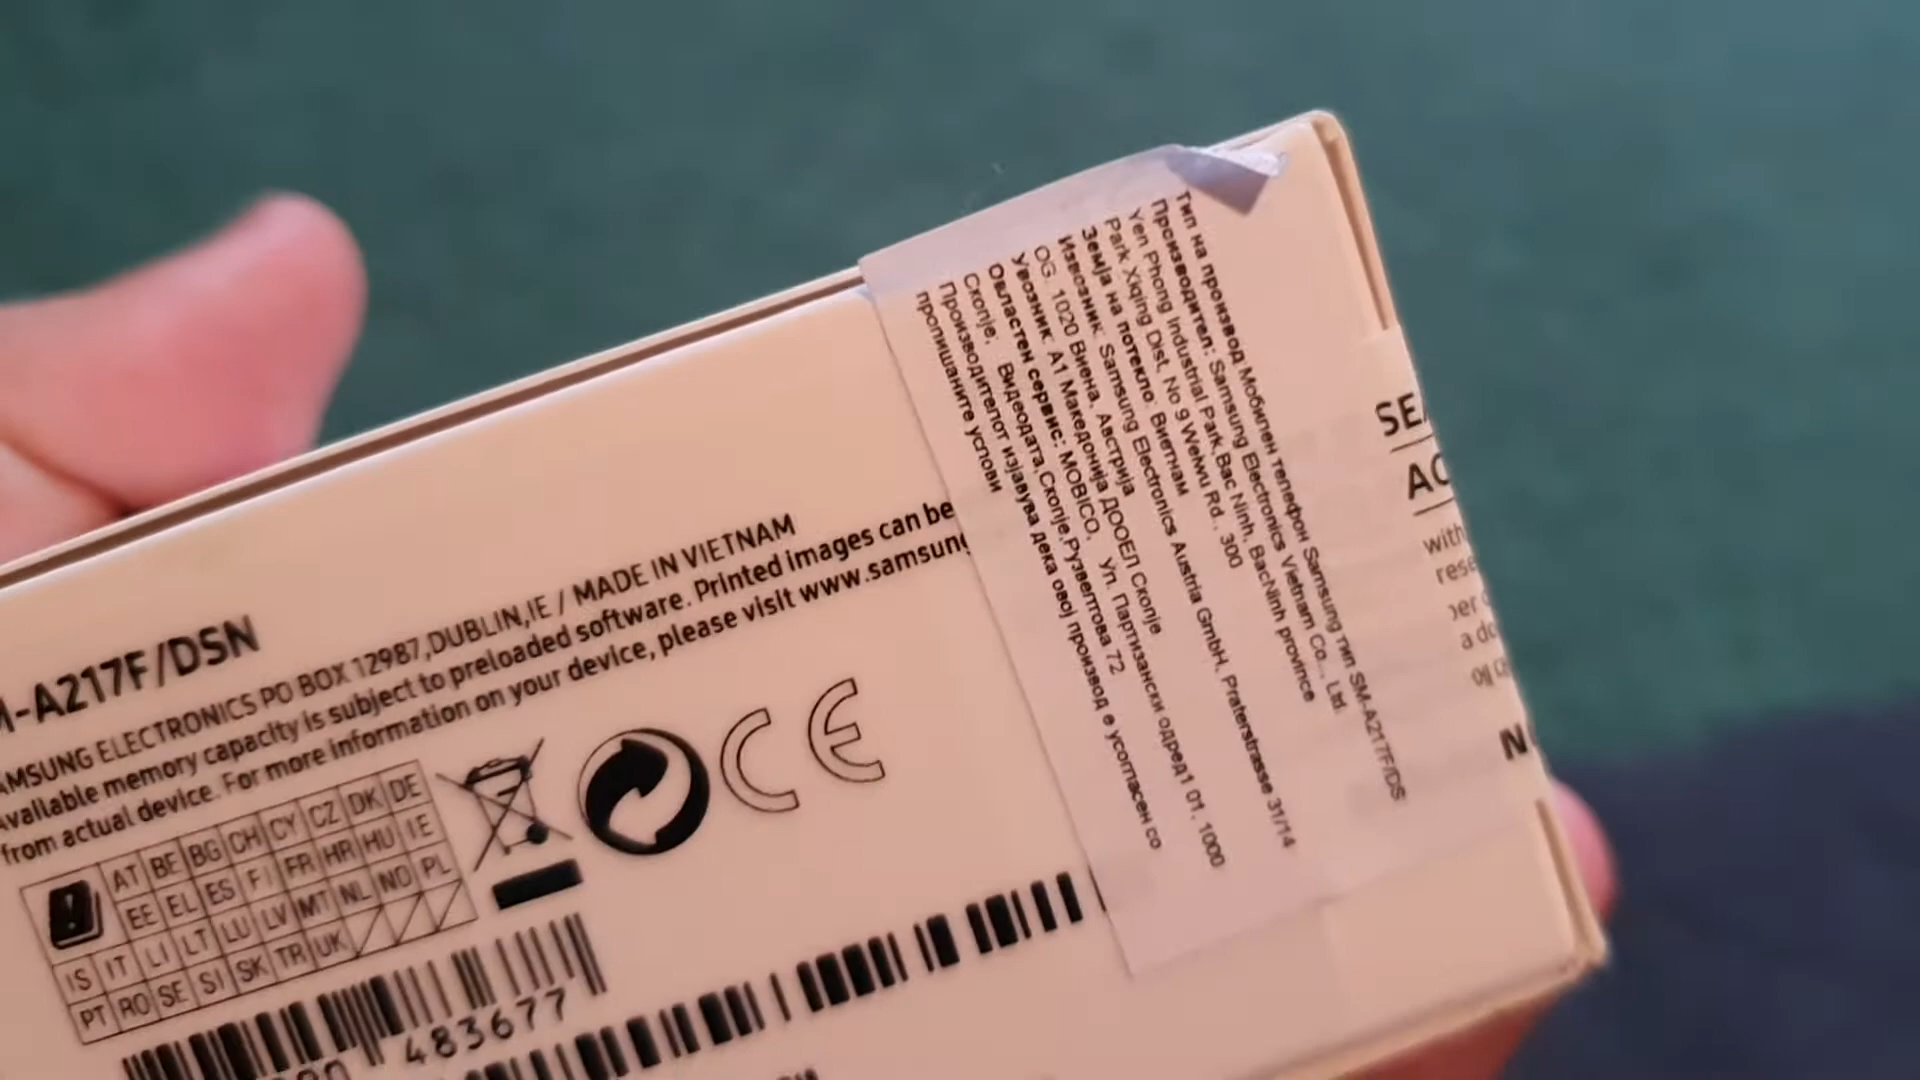 -A217F/DSN
AMSUNG ELECTRONICS PO BOX 12987,DUBLIN,IE / MADE IN VIETNAM
Available memory capacity is subject to preloaded software. Printed images can be
from actual device. For more information on your device, please visit www.samsung
AT BE BG CH CY CZ DK DE
EE EL ES FI FR HR HU IE
IS IT LI LT LU LV MT NL NO PL
PT RO SE SI SK TR UK
CE
483677
Тип на производ Мобилен телефон Samsung тип SM-A217F/DS
Производител: Samsung Electronics Vietnam Co., Ltd
Yen Phong Industrial Park,Bac Ninh, BacNinh province
Park Xiqing Dist, No 9 Weiwu Rd., 300
Земја на потекло: Виетнам
Извозник: Samsung Electronics Austria GmbH, Praterstrasse 31/14
OG, 1020 Виена, Австрија
Увозник: А1 Македонија ДООЕЛ Скопје
Овластен сервис: MOBICO, Ул. Партизански одред1 01, 1000
Скопје; Видеодата,Скопје,Рузвелтова 72
Производителот изјавува дека овој производ е усогласен со
пропишаните услови
SEA
AC
with
rese
a do